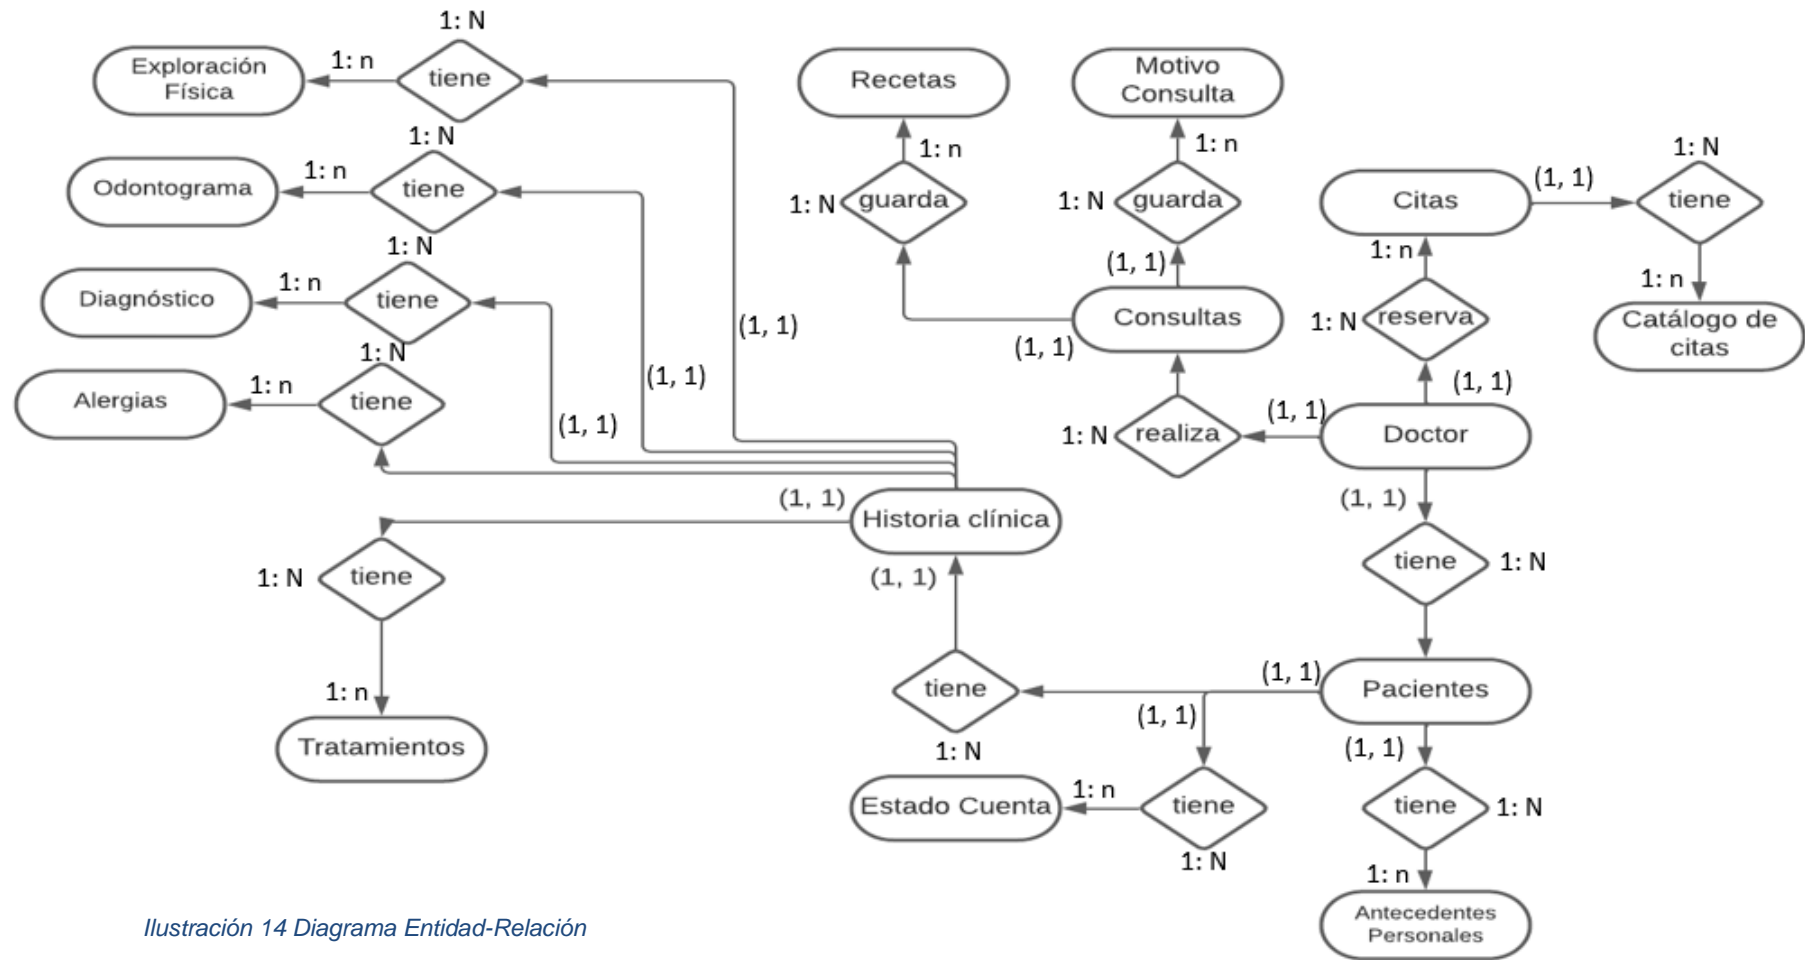 1: N
Exploración
Física
1: n
tiene
Recetas
Motivo
Consulta
1: N
1: n
1: n
1: N
Odontograma
1: n
tiene
1: N
guarda
1: N
guarda
Citas
(1, 1)
tiene
1: N
1: n
(1, 1)
1: n
Diagnóstico
1: n
tiene
Consultas
1: N
reserva
Catálogo de
citas
(1, 1)
(1, 1)
1: N
Alergias
1: n
tiene
(1, 1)
(1, 1)
(1, 1)
(1, 1)
1: N
realiza
Doctor
(1, 1)
(1, 1)
Historia clínica
1: N
tiene
(1, 1)
tiene
1: N
1: n
tiene
(1, 1)
Pacientes
(1, 1)
Tratamientos
1: N
(1, 1)
Estado Cuenta
1: n
tiene
tiene
1: N
1: N
1: n
Antecedentes
Personales
Ilustración 14 Diagrama Entidad-Relación